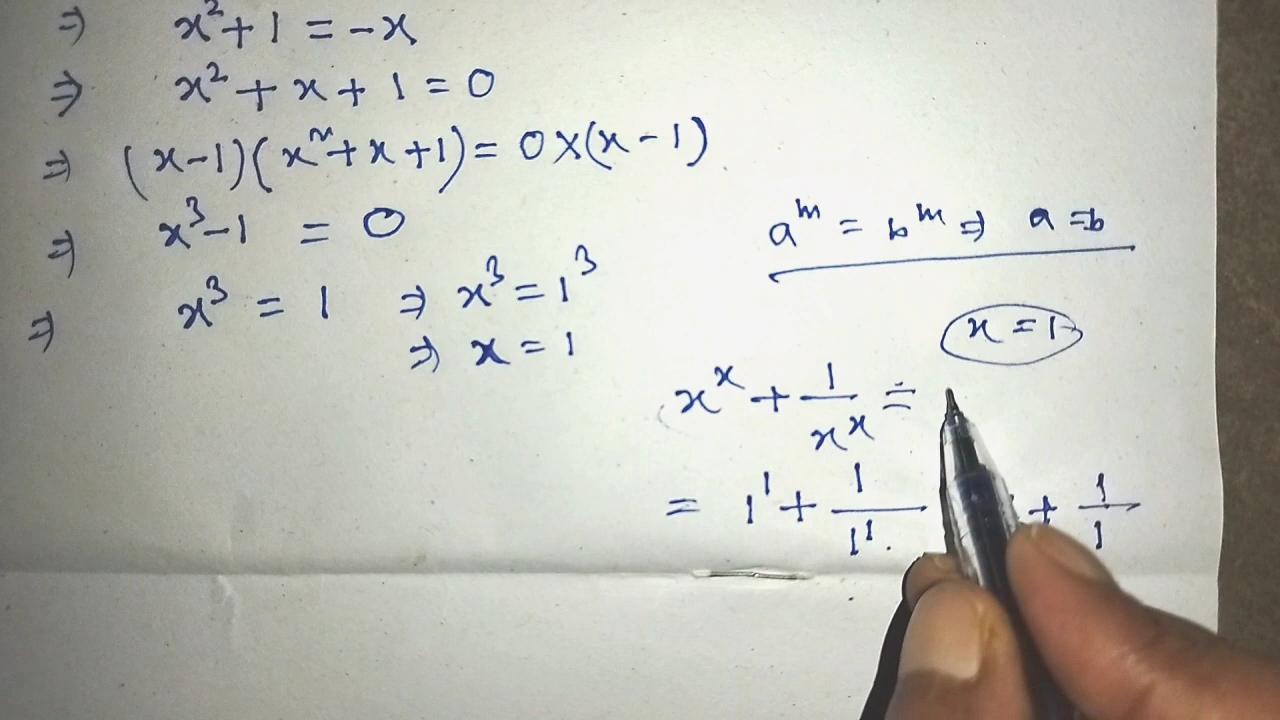 ⇒ x²+1 = -x
⇒ x² + x + 1 = 0
⇒ (x-1)(x²+x+1) = 0×(x-1)
⇒ x³-1 = 0
⇒ x³ = 1 ⇒ x³ = 1³
⇒ x = 1
aᵐ = bᵐ ⇒ a = b
x = 1
xˣ + 1/xˣ =
= 1¹ + 1/1¹ + 1/1